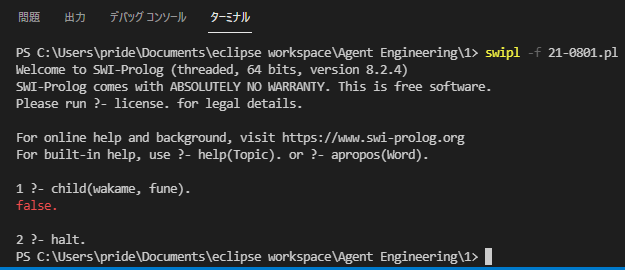 問題 出力 デバッグ コンソール ターミナル
PS C:\Users\pride\Documents\eclipse workspace\Agent Engineering\1> swipl -f 21-0801.pl
Welcome to SWI-Prolog (threaded, 64 bits, version 8.2.4)
SWI-Prolog comes with ABSOLUTELY NO WARRANTY. This is free software.
Please run ?- license. for legal details.
For online help and background, visit https://www.swi-prolog.org
For built-in help, use ?- help(Topic). or ?- apropos(Word).
1 ?- child(wakame, fune).
false.
2 ?- halt.
PS C:\Users\pride\Documents\eclipse workspace\Agent Engineering\1>